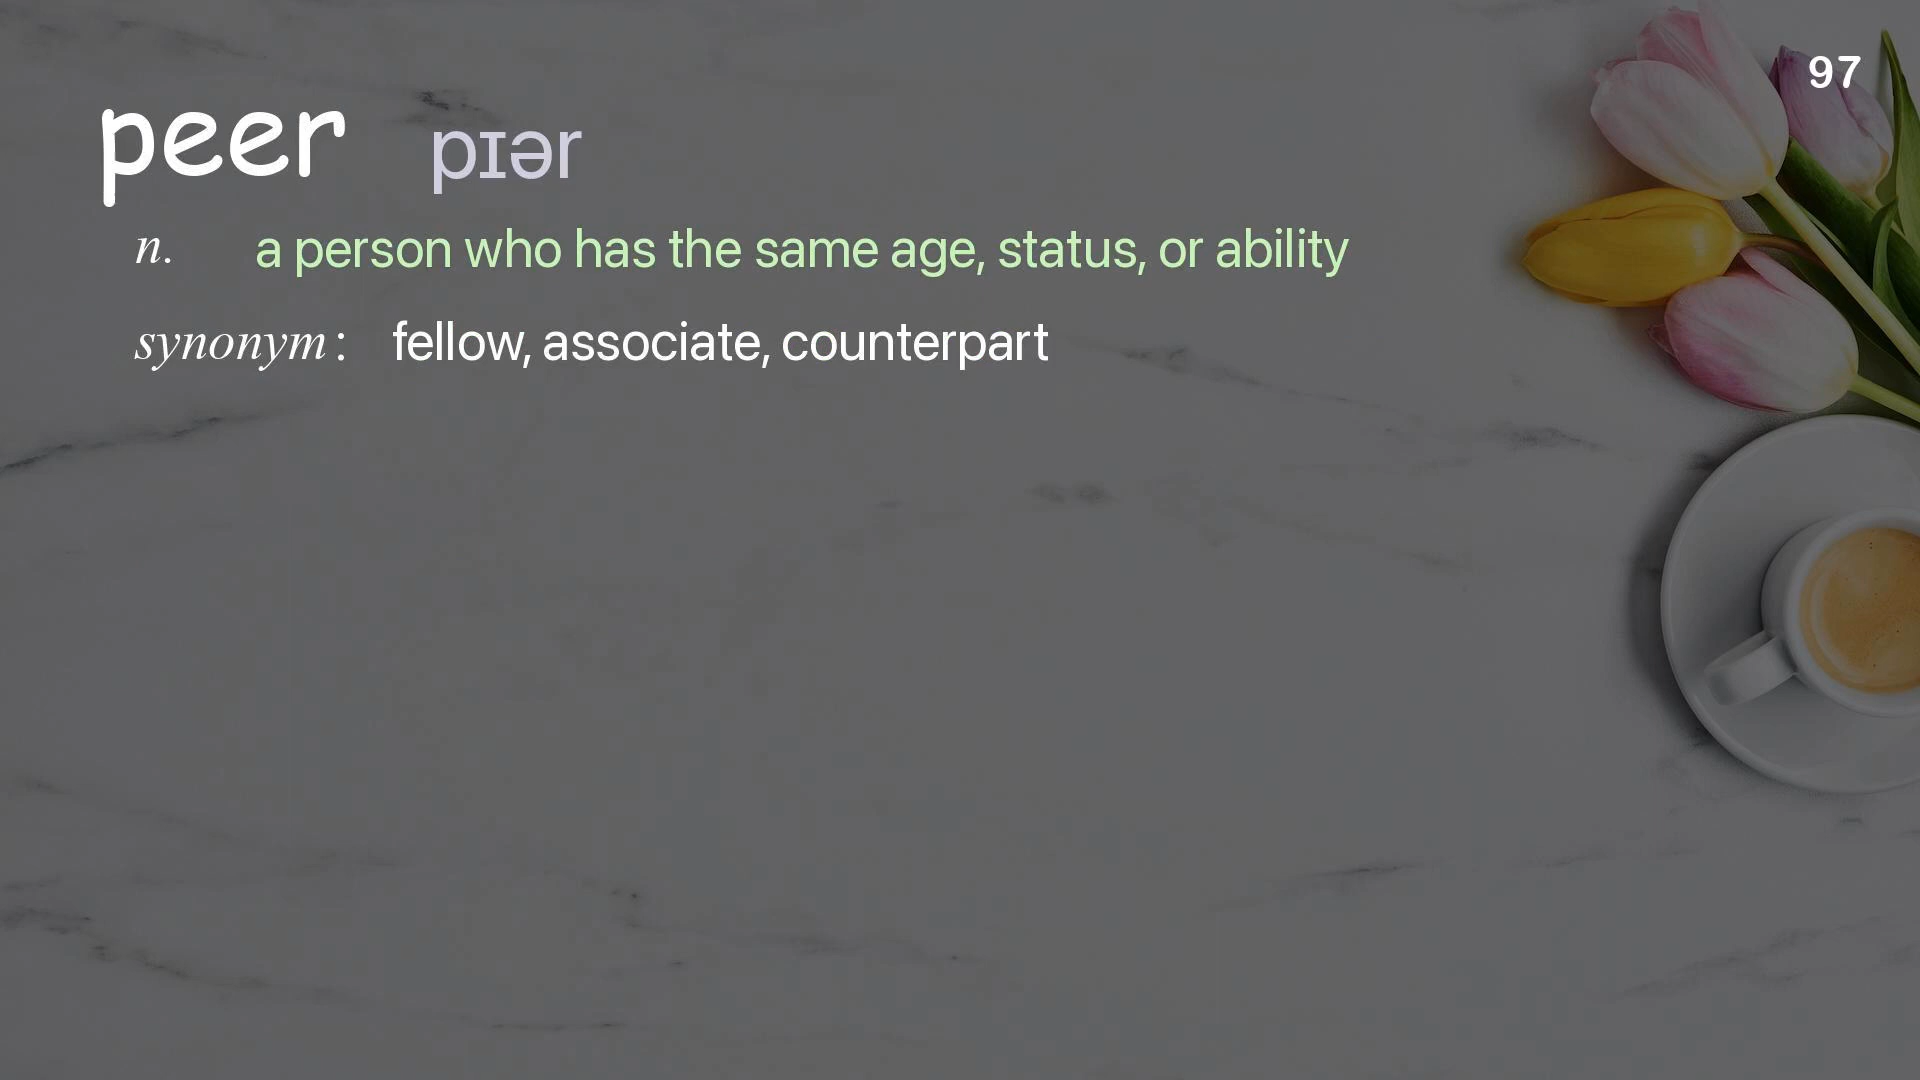 97
peer pɪər
n. a person who has the same age, status, or ability
synonym : fellow, associate, counterpart